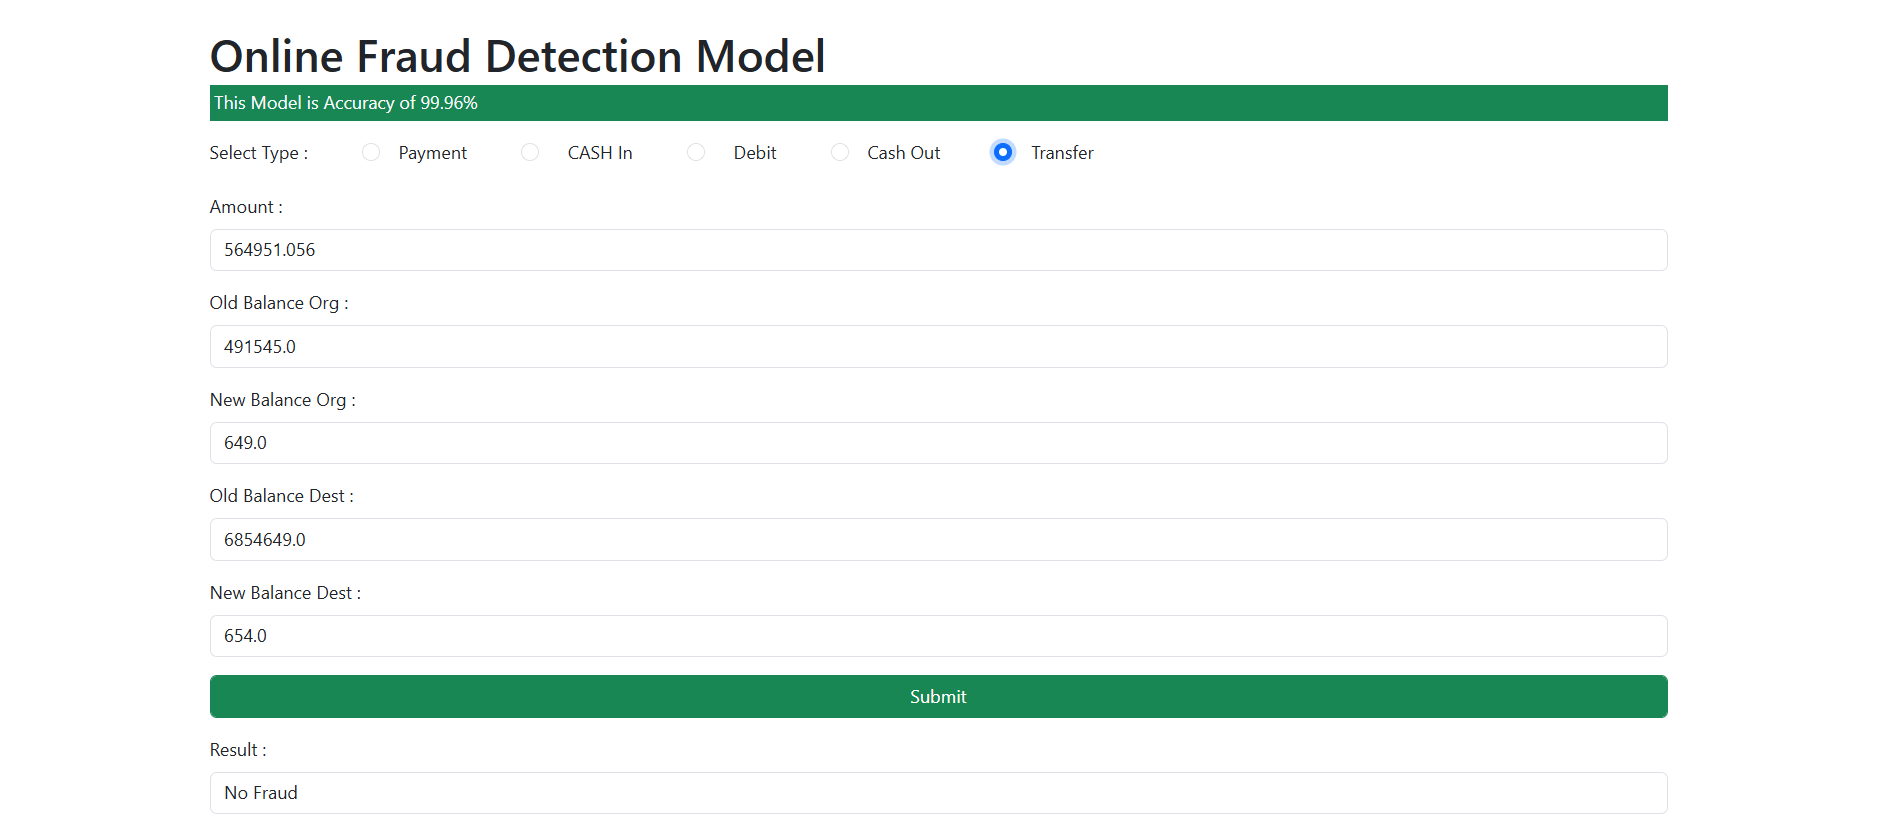 Online Fraud Detection Model
This Model is Accuracy of 99.96%
Select Type : Payment CASH In Debit Cash Out Transfer
Amount :
564951.056
Old Balance Org :
491545.0
New Balance Org :
649.0
Old Balance Dest :
6854649.0
New Balance Dest :
654.0
Submit
Result :
No Fraud